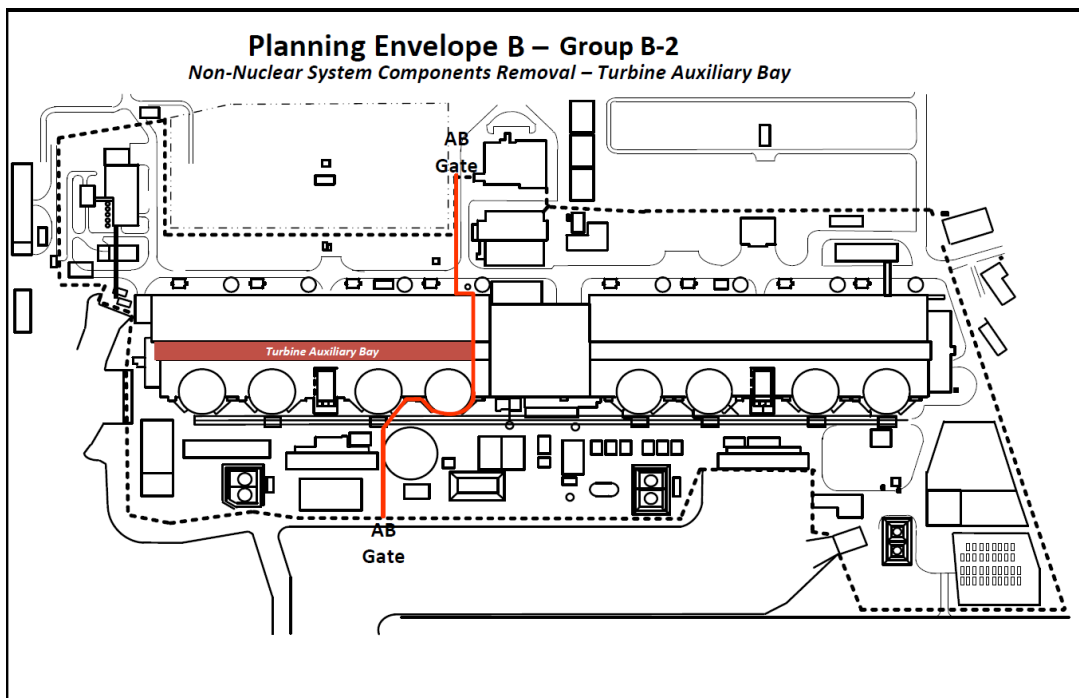 Planning Envelope B – Group B-2
Non-Nuclear System Components Removal – Turbine Auxiliary Bay
AB
Gate
Turbine Auxiliary Bay
AB
Gate